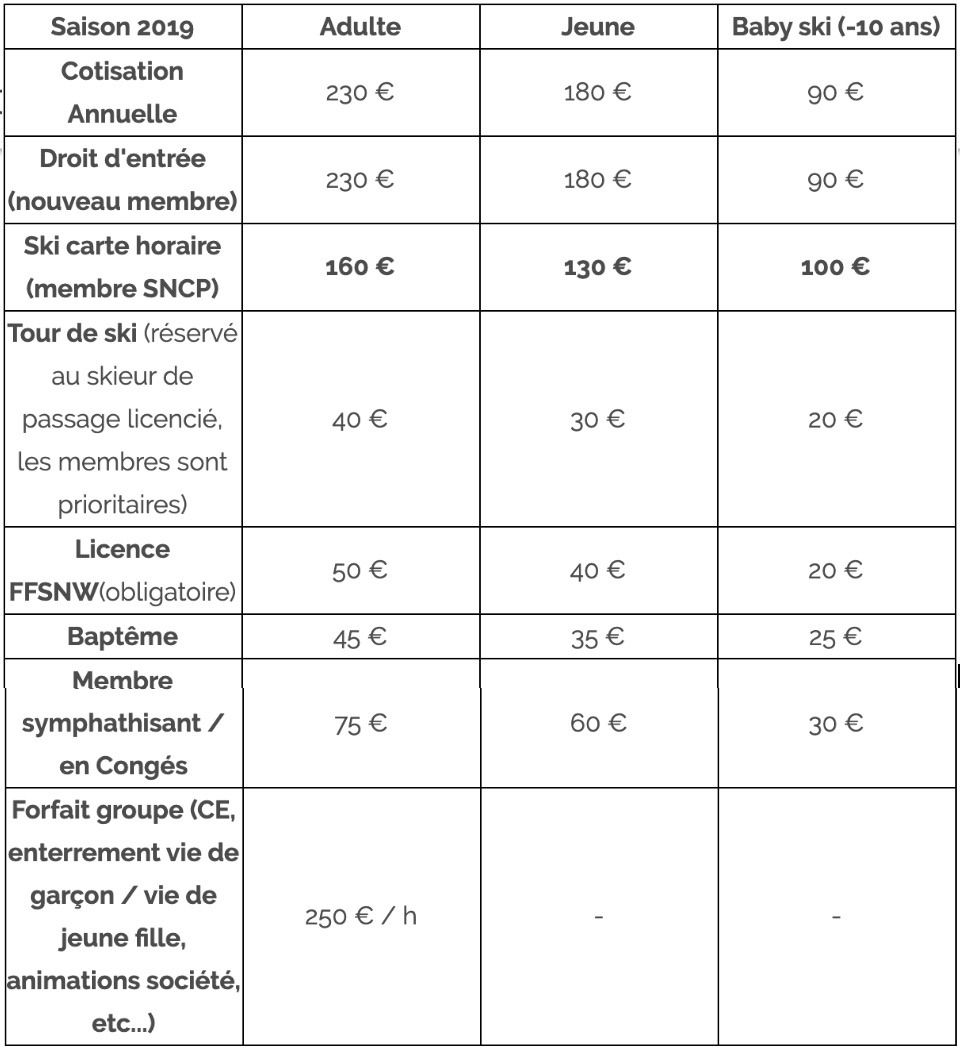 Saison 2019 Adulte Jeune Baby ski (-10 ans)
Cotisation
Annuelle
230 € 180 € 90 €
Droit d'entrée
(nouveau membre)
230 € 180 € 90 €
Ski carte horaire
(membre SNCP)
160 € 130 € 100 €
Tour de ski (réservé
au skieur de
passage licencié,
les membres sont
prioritaires)
40 € 30 € 20 €
Licence
FFSNW(obligatoire)
50 € 40 € 20 €
Baptême 45 € 35 € 25 €
Membre
symphathisant /
en Congés
75 € 60 € 30 €
Forfait groupe (CE,
enterrement vie de
garçon / vie de
jeune fille,
animations société,
etc...)
250 € / h - -